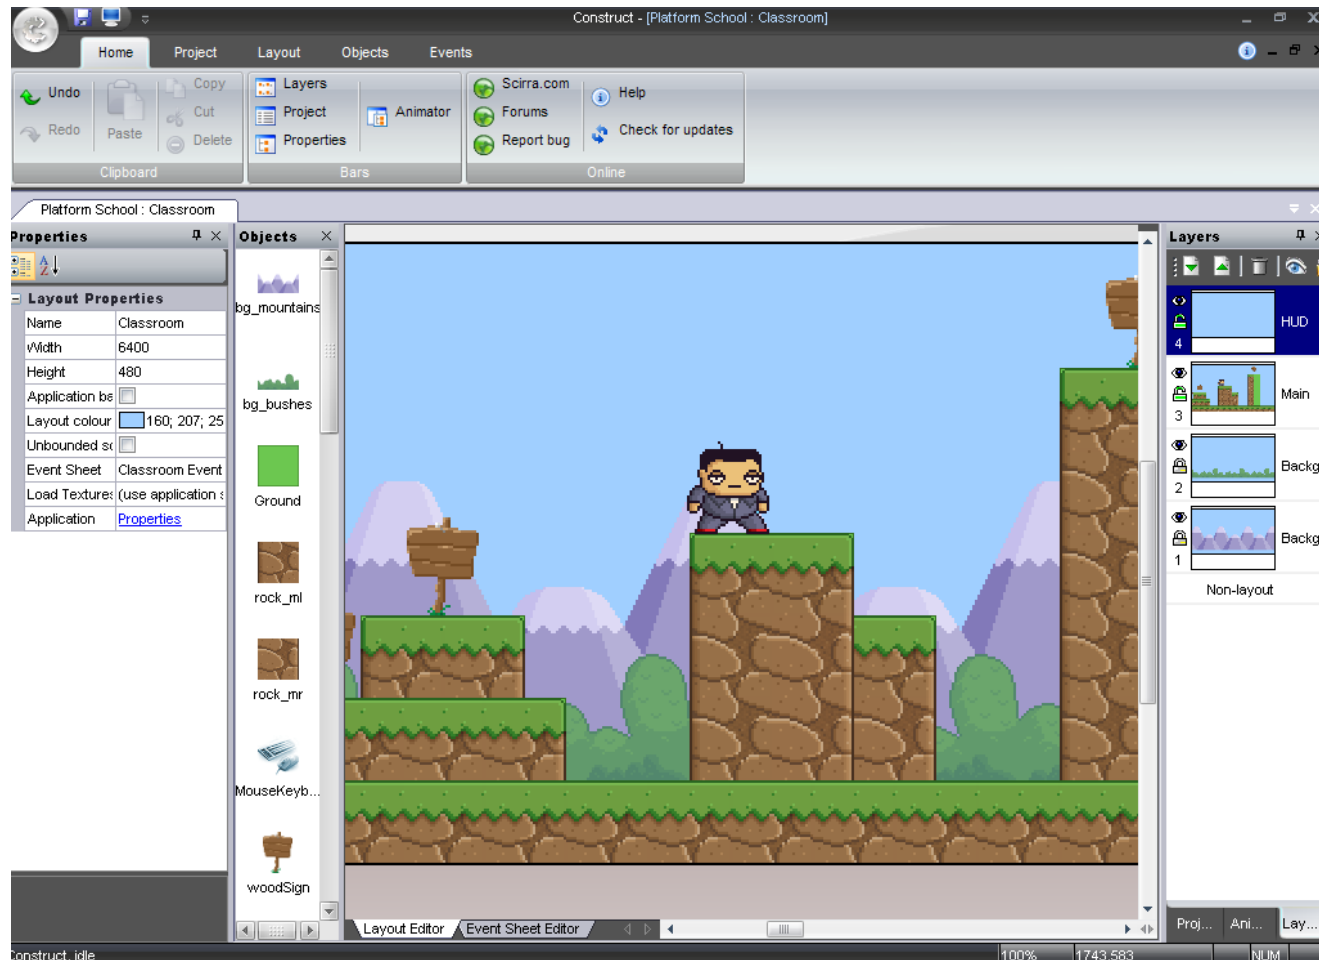 Construct - [Platform School : Classroom]
Home Project Layout Objects Events
Undo
Redo
Paste
Copy
Cut
Delete
Clipboard
Layers
Project
Properties
Animator
Bars
Scirra.com
Forums
Report bug
Help
Check for updates
Online
Platform School : Classroom
Properties
Layout Properties
Name Classroom
Width 6400
Height 480
Application ba
Layout colour 160; 207; 25
Unbounded sc
Event Sheet Classroom Event
Load Textures (use application s
Application Properties
Objects
bg_mountains
bg_bushes
Ground
rock_ml
rock_mr
MouseKeyb...
woodSign
Layout Editor Event Sheet Editor
Layers
HUD
4
Main
3
Backg
2
Backg
1
Non-layout
Proj... Ani... Lay...
Construct, idle
100% 1743,583 NUM